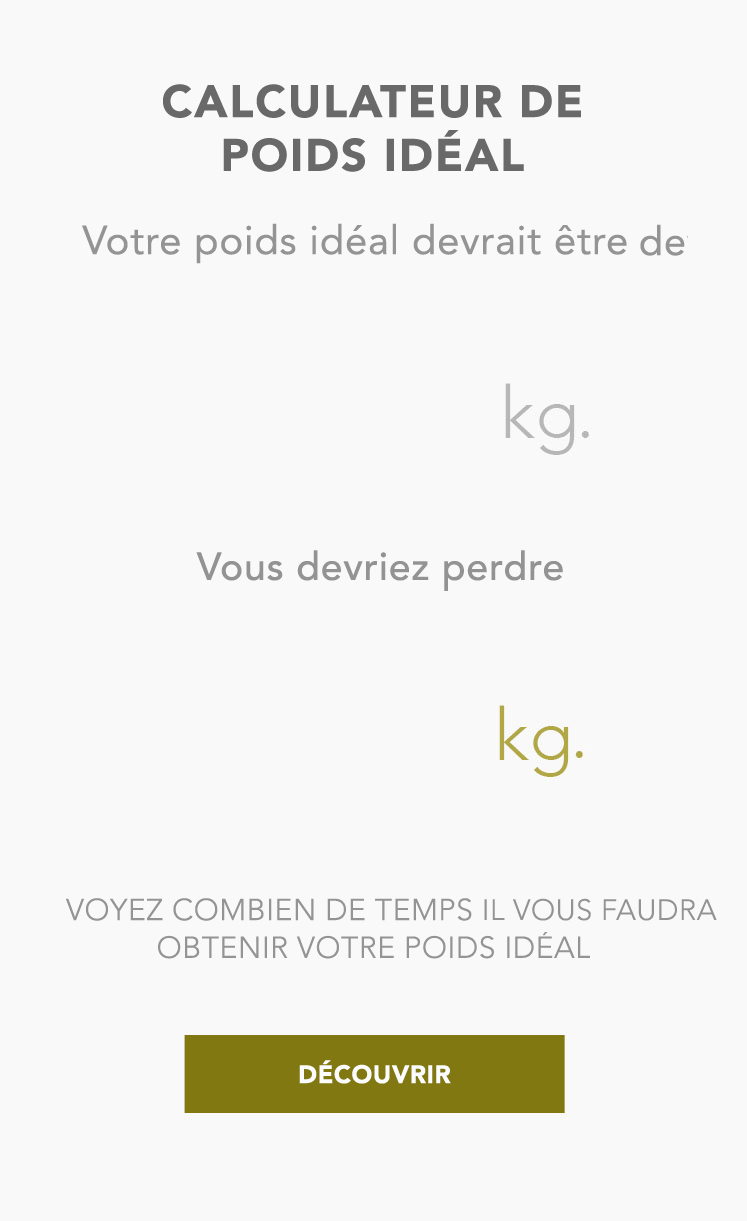 CALCULATEUR DE
POIDS IDÉAL
Votre poids idéal devrait être de
kg.
Vous devriez perdre
kg.
VOYEZ COMBIEN DE TEMPS IL VOUS FAUDRA
OBTENIR VOTRE POIDS IDÉAL
DÉCOUVRIR